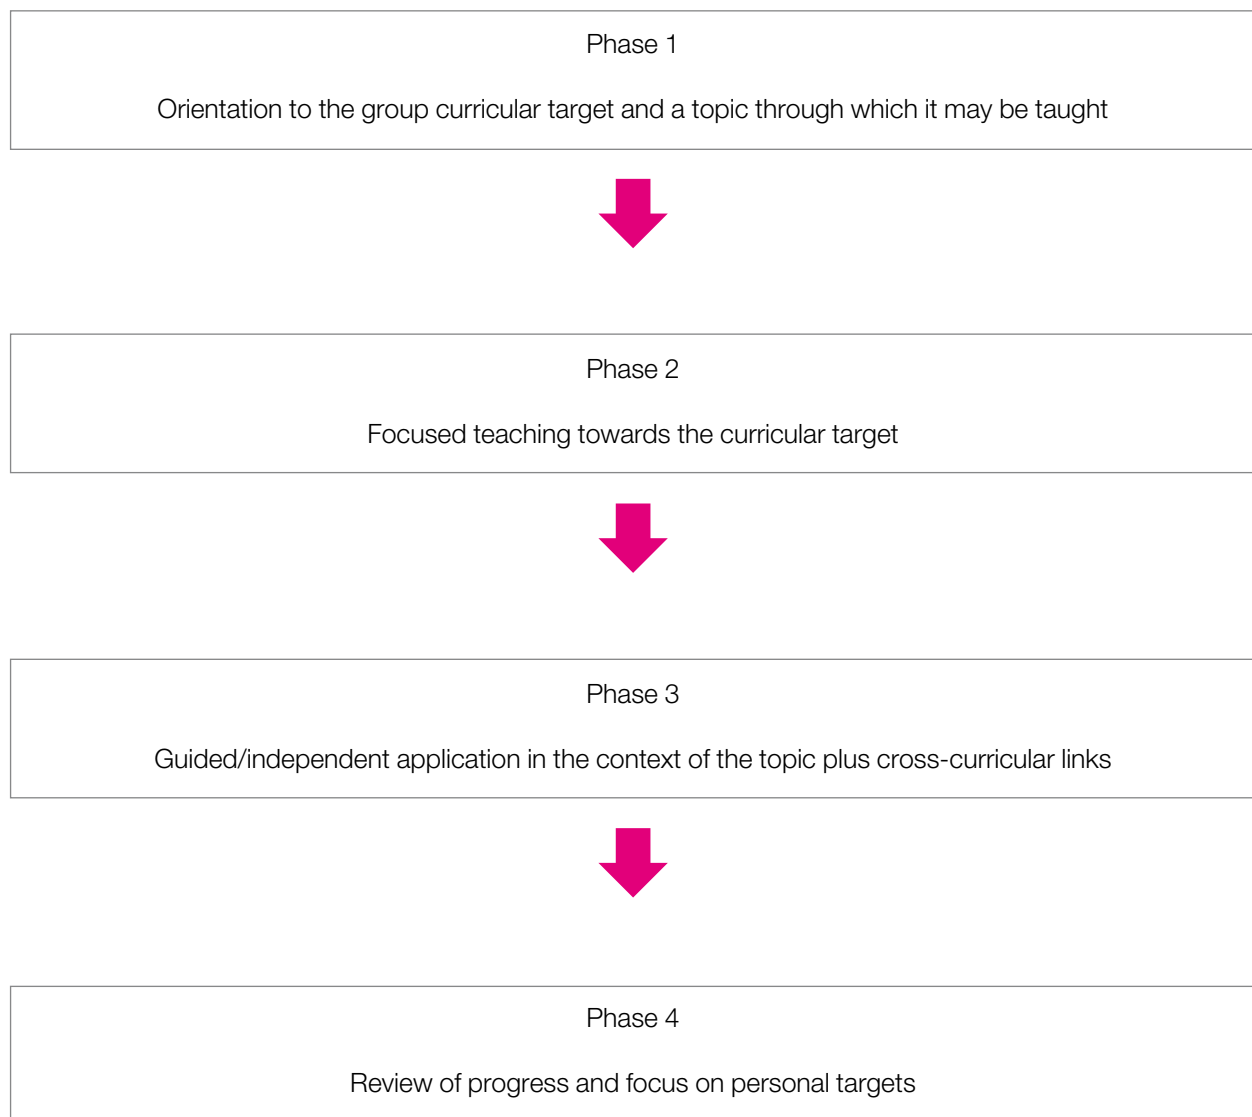 Phase 1
Orientation to the group curricular target and a topic through which it may be taught
Phase 2
Focused teaching towards the curricular target
Phase 3
Guided/independent application in the context of the topic plus cross-curricular links
Phase 4
Review of progress and focus on personal targets